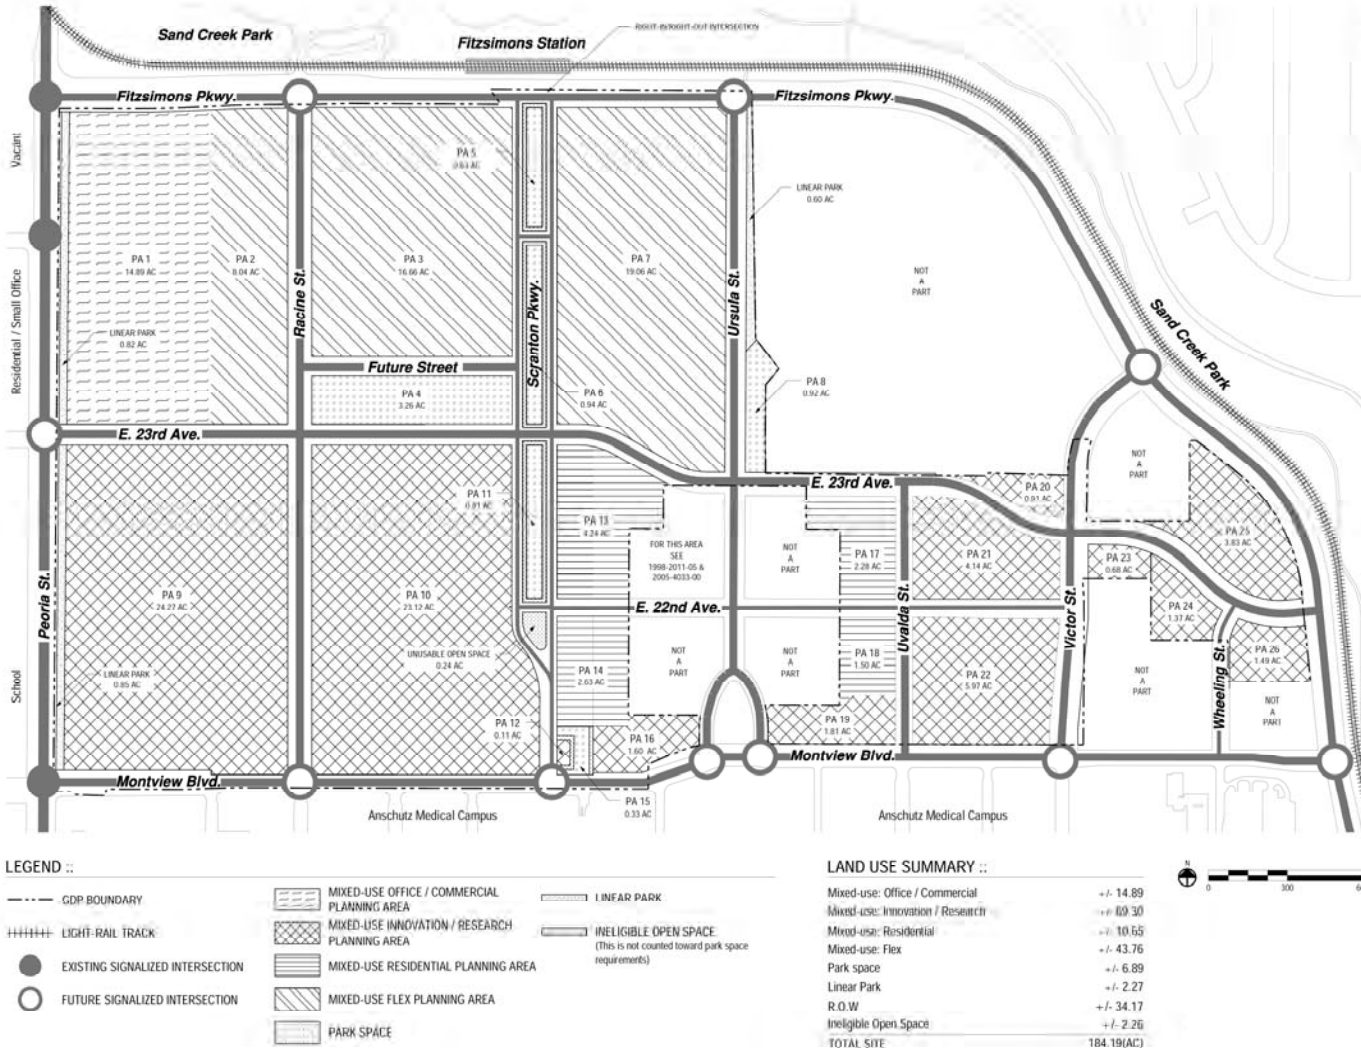 RIGHT-IN/RIGHT-OUT INTERSECTION
Sand Creek Park
Fitzsimons Station
Fitzsimons Pkwy.
Fitzsimons Pkwy.
Vacant
Residential / Small Office
School
Peoria St.
Racine St.
Scranton Pkwy.
Ursula St.
Sand Creek Park
PA 1
14.89 AC
PA 2
8.04 AC
PA 3
16.66 AC
PA 5
0.83 AC
PA 7
19.06 AC
LINEAR PARK
0.60 AC
NOT
A
PART
LINEAR PARK
0.82 AC
Future Street
PA 4
3.26 AC
PA 6
0.94 AC
PA 8
0.92 AC
E. 23rd Ave.
E. 23rd Ave.
NOT
A
PART
PA 11
0.81 AC
PA 13
4.24 AC
FOR THIS AREA
SEE
1998-2011-05 &
2005-4033-00
NOT
A
PART
PA 17
2.28 AC
PA 20
0.91 AC
PA 21
4.14 AC
PA 25
3.83 AC
PA 23
0.68 AC
PA 24
1.37 AC
PA 9
24.27 AC
PA 10
23.12 AC
E. 22nd Ave.
Uvalda St.
Victor St.
Wheeling St.
UNUSABLE OPEN SPACE
0.24 AC
LINEAR PARK
0.85 AC
PA 14
2.63 AC
NOT
A
PART
NOT
A
PART
PA 18
1.50 AC
PA 22
5.97 AC
NOT
A
PART
PA 26
1.49 AC
NOT
A
PART
PA 12
0.11 AC
PA 16
1.60 AC
PA 19
1.81 AC
Montview Blvd.
Montview Blvd.
PA 15
0.33 AC
Anschutz Medical Campus
Anschutz Medical Campus
LEGEND ::
GDP BOUNDARY
LIGHT-RAIL TRACK
EXISTING SIGNALIZED INTERSECTION
FUTURE SIGNALIZED INTERSECTION
MIXED-USE OFFICE / COMMERCIAL
PLANNING AREA
MIXED-USE INNOVATION / RESEARCH
PLANNING AREA
MIXED-USE RESIDENTIAL PLANNING AREA
MIXED-USE FLEX PLANNING AREA
PARK SPACE
LINEAR PARK
INELIGIBLE OPEN SPACE
(This is not counted toward park space
requirements)
LAND USE SUMMARY ::
Mixed-use: Office / Commercial +/- 14.89
Mixed-use: Innovation / Research +/- 69.30
Mixed-use: Residential +/- 10.65
Mixed-use: Flex +/- 43.76
Park space +/- 6.89
Linear Park +/- 2.27
R.O.W +/- 34.17
Ineligible Open Space +/- 2.26
TOTAL SITE 184.19(AC)
N
0 300